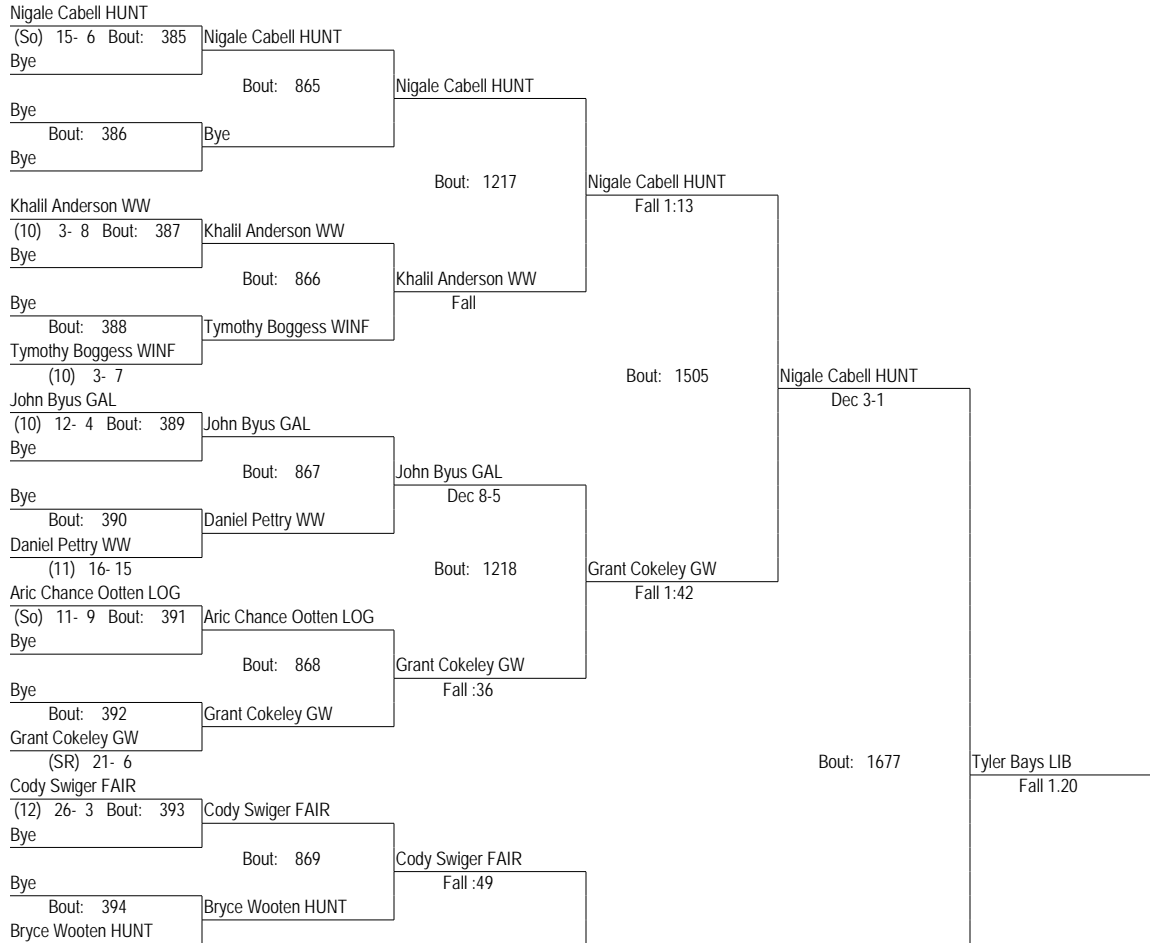 Nigale Cabell HUNT
(So) 15- 6 Bout: 385 Nigale Cabell HUNT
Bye
Bout: 865 Nigale Cabell HUNT
Bye
Bout: 386 Bye
Bye
Bout: 1217 Nigale Cabell HUNT
Fall 1:13
Khalil Anderson WW
(10) 3- 8 Bout: 387 Khalil Anderson WW
Bye
Bout: 866 Khalil Anderson WW
Fall
Bye
Bout: 388 Tymothy Boggess WINF
Tymothy Boggess WINF
(10) 3- 7
Bout: 1505 Nigale Cabell HUNT
Dec 3-1
John Byus GAL
(10) 12- 4 Bout: 389 John Byus GAL
Bye
Bout: 867 John Byus GAL
Dec 8-5
Bye
Bout: 390 Daniel Pettry WW
Daniel Pettry WW
(11) 16- 15
Bout: 1218 Grant Cokeley GW
Fall 1:42
Aric Chance Ootten LOG
(So) 11- 9 Bout: 391 Aric Chance Ootten LOG
Bye
Bout: 868 Grant Cokeley GW
Fall :36
Bye
Bout: 392 Grant Cokeley GW
Grant Cokeley GW
(SR) 21- 6
Bout: 1677 Tyler Bays LIB
Fall 1.20
Cody Swiger FAIR
(12) 26- 3 Bout: 393 Cody Swiger FAIR
Bye
Bout: 869 Cody Swiger FAIR
Fall :49
Bye
Bout: 394 Bryce Wooten HUNT
Bryce Wooten HUNT